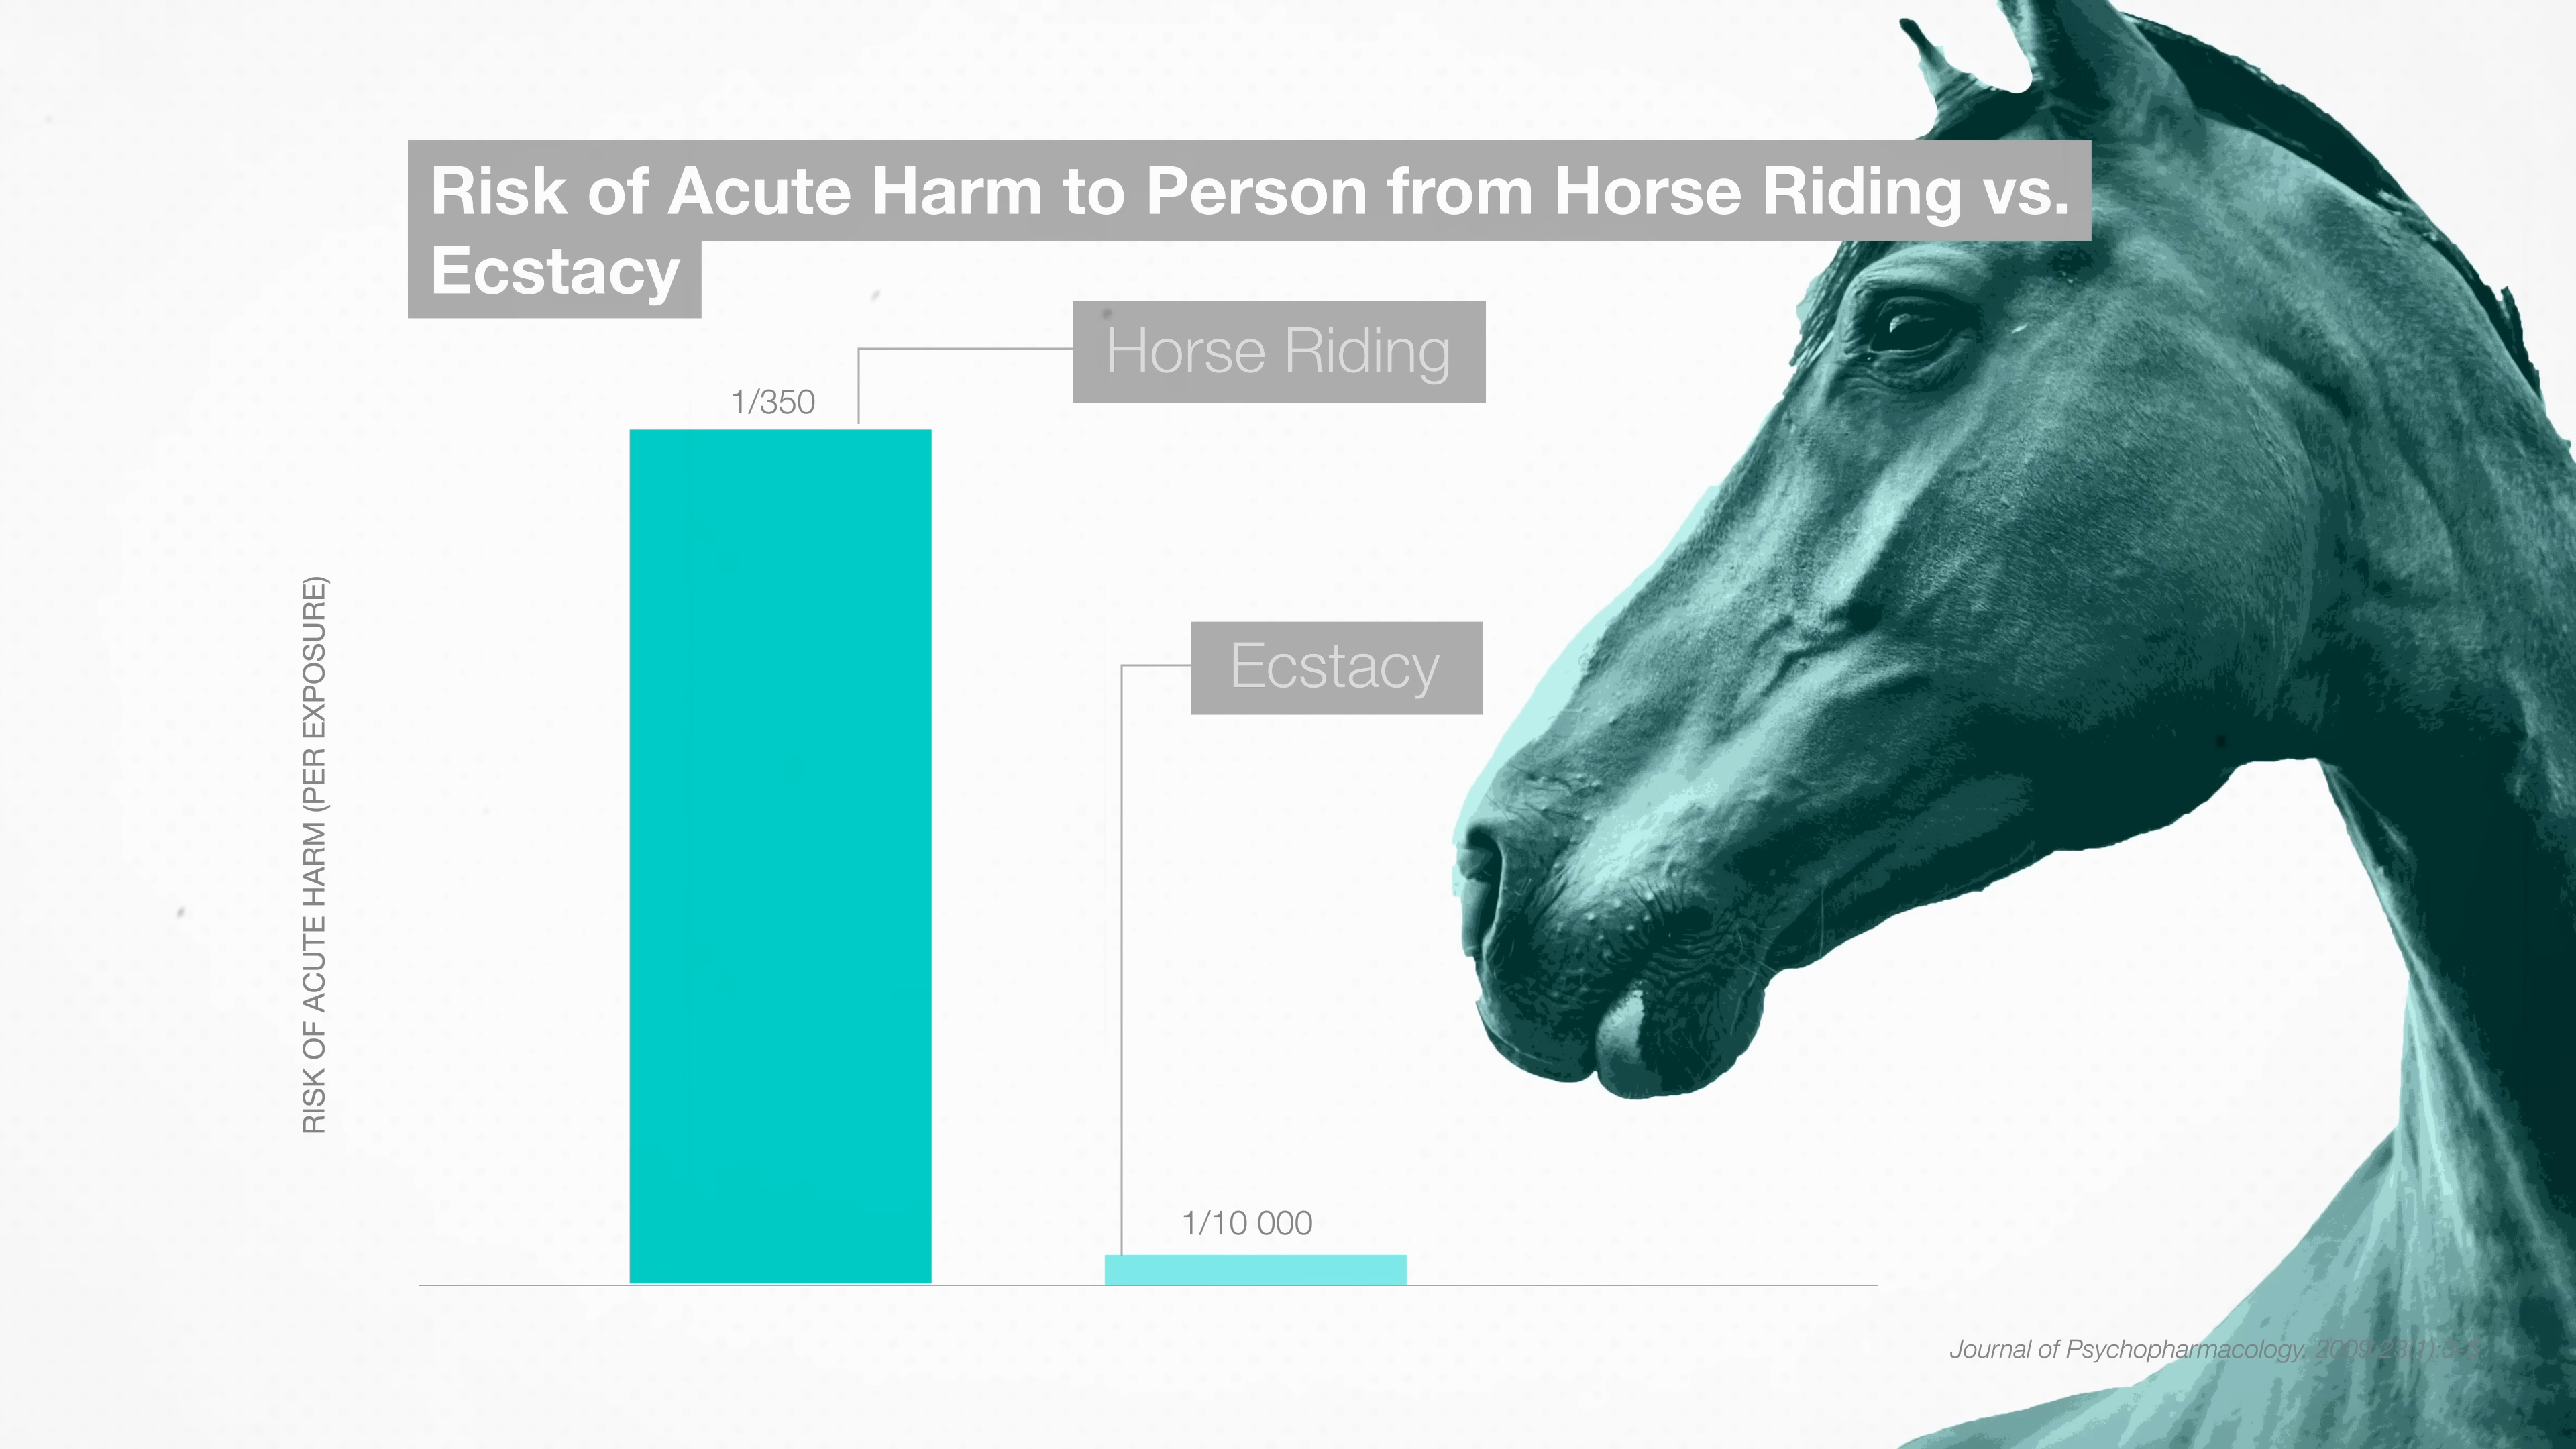 Risk of Acute Harm to Person from Horse Riding vs.
Ecstacy
Horse Riding
1/350
Ecstacy
RISK OF ACUTE HARM (PER EXPOSURE)
1/10 000
Journal of Psychopharmacology. 2009